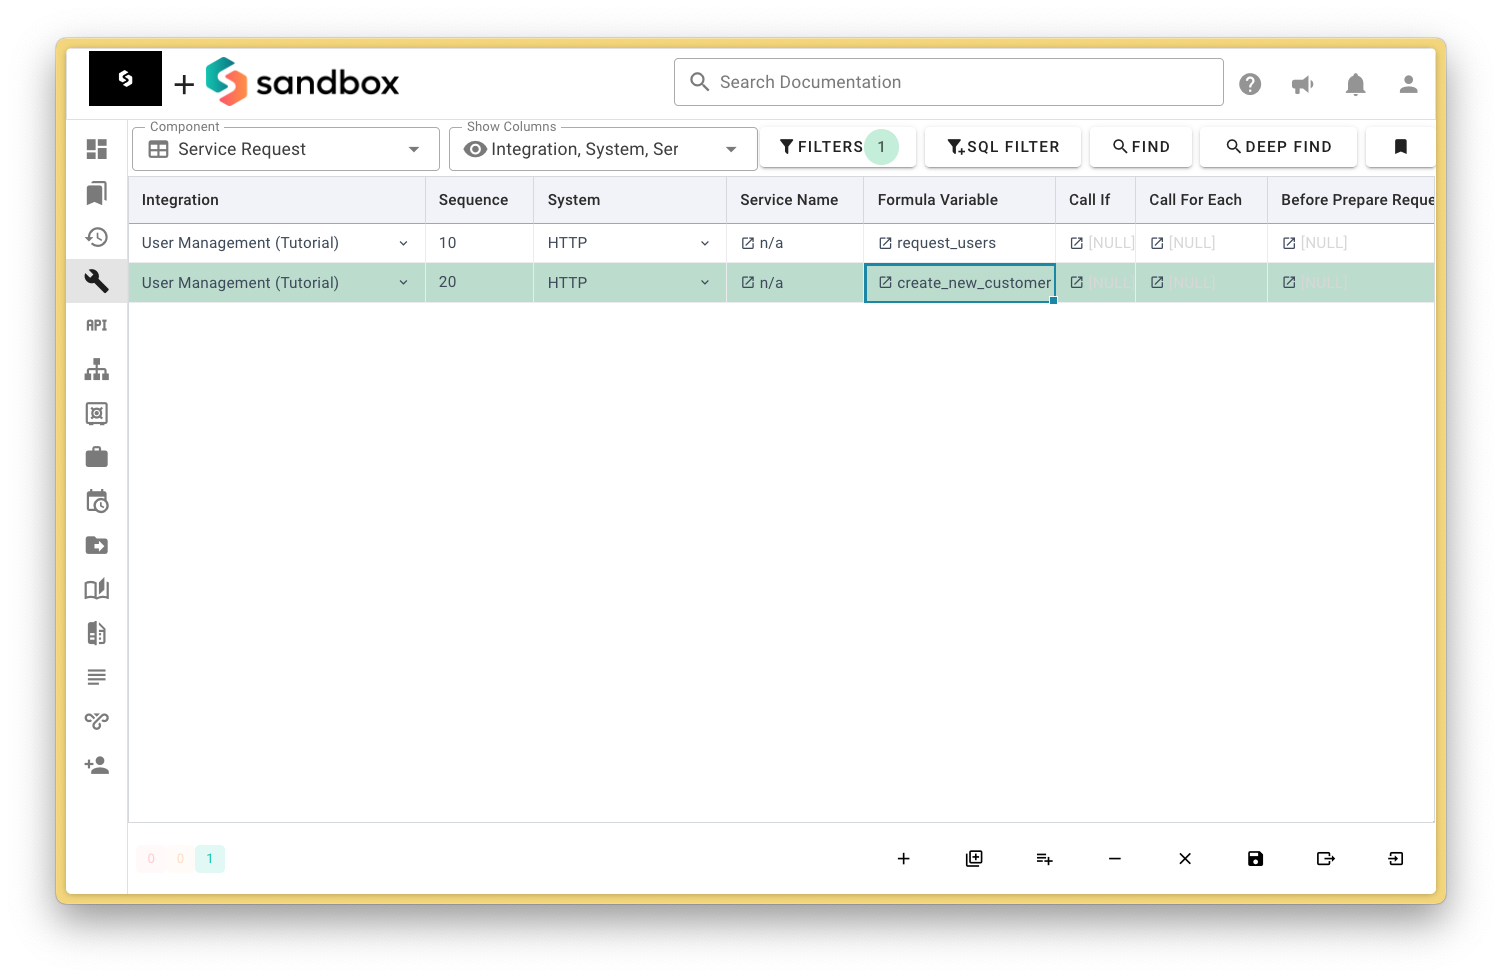 + sandbox
Search Documentation
Component
Service Request
Show Columns
Integration, System, Ser
FILTERS 1
SQL FILTER
FIND
DEEP FIND
Integration Sequence System Service Name Formula Variable Call If Call For Each Before Prepare Reque
User Management (Tutorial) 10 HTTP n/a request_users [NULL] [NULL] [NULL]
User Management (Tutorial) 20 HTTP n/a create_new_customer [NULL] [NULL] [NULL]
API
0 0 1